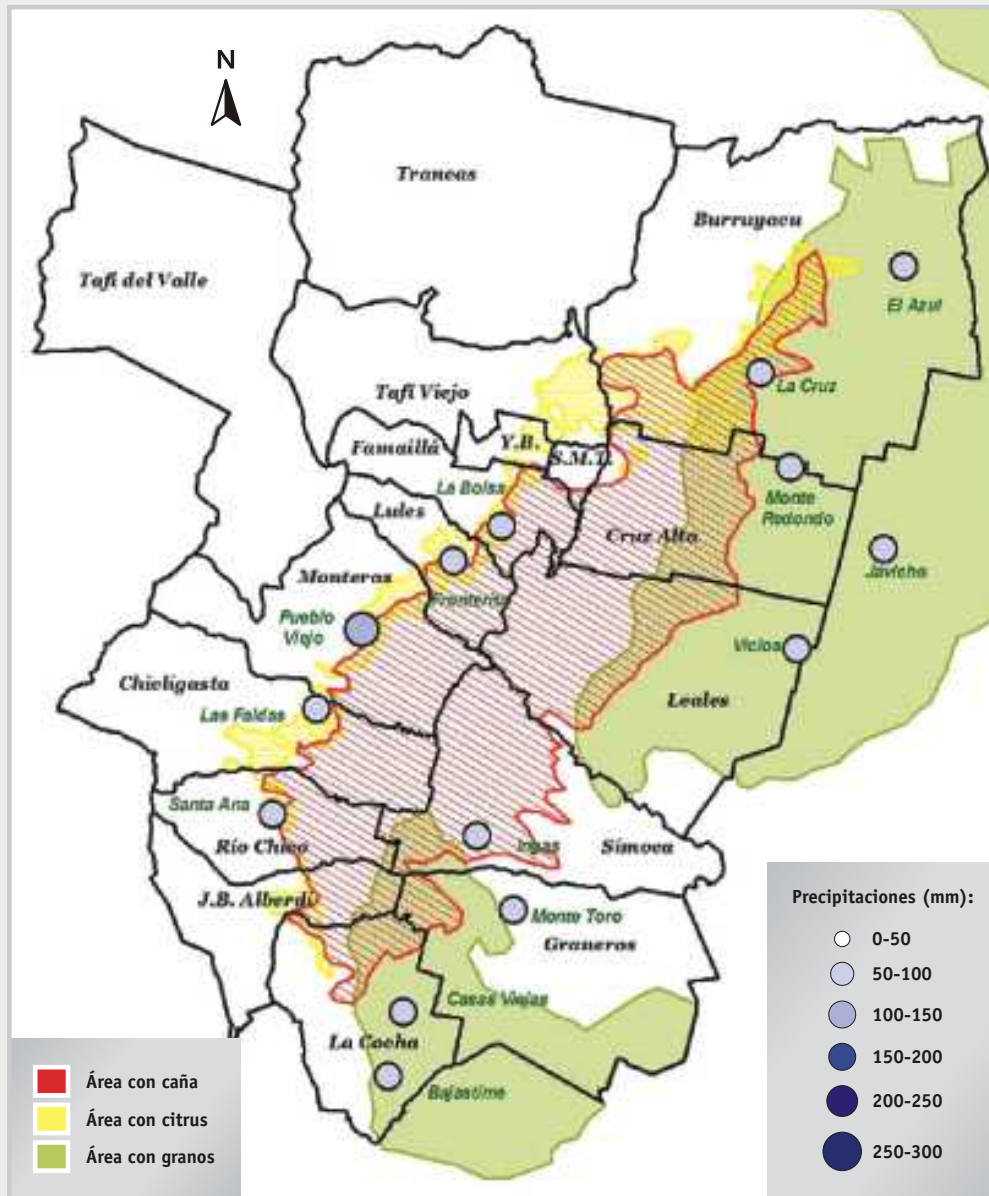 N
Trancas
Burruyacu
Tafí del Valle
El Azul
La Cruz
Tafí Viejo
Y.B.
Famaillá
S.M.T.
La Bolsa
Monte
Redondo
Lules
Cruz Alta
Javicho
Monteros
Fronterita
Pueblo
Viejo
Vicios
Chicligasta
Leales
Las Faldas
Santa Ana
Río Chico
Ingas
Simoca
J.B. Alberdi
Monte Toro
Graneros
Casas Viejas
La Cocha
Bajastine
Precipitaciones (mm):
0-50
50-100
100-150
150-200
200-250
250-300
Área con caña
Área con citrus
Área con granos